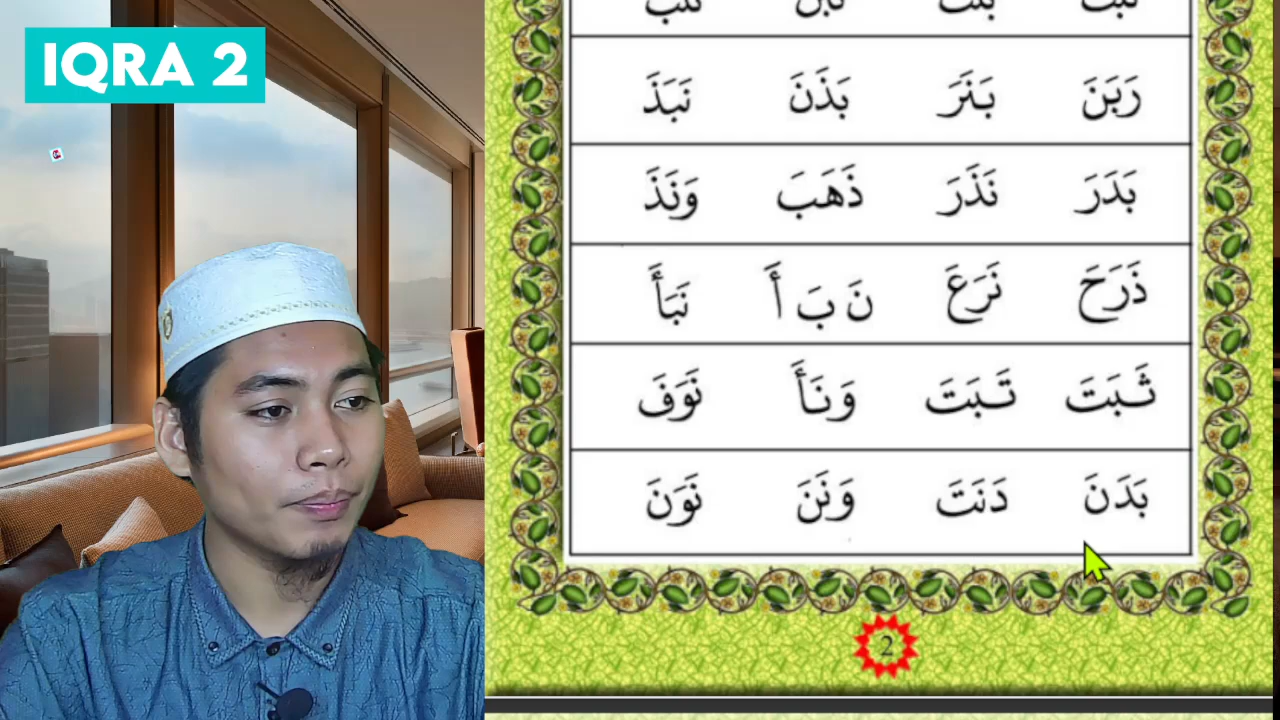 IQRA 2
رَبَنَ بَنَرَ بَذَنَ نَبَذَ
بَدَرَ نَذَرَ ذَهَبَ وَنَذَ
ذَرَحَ نَرَعَ نَ بَ أَ نَبَأَ
ثَبَتَ تَبَتَ وَنَأَ نَوَفَ
بَدَنَ دَنَتَ وَنَنَ نَوَنَ
2